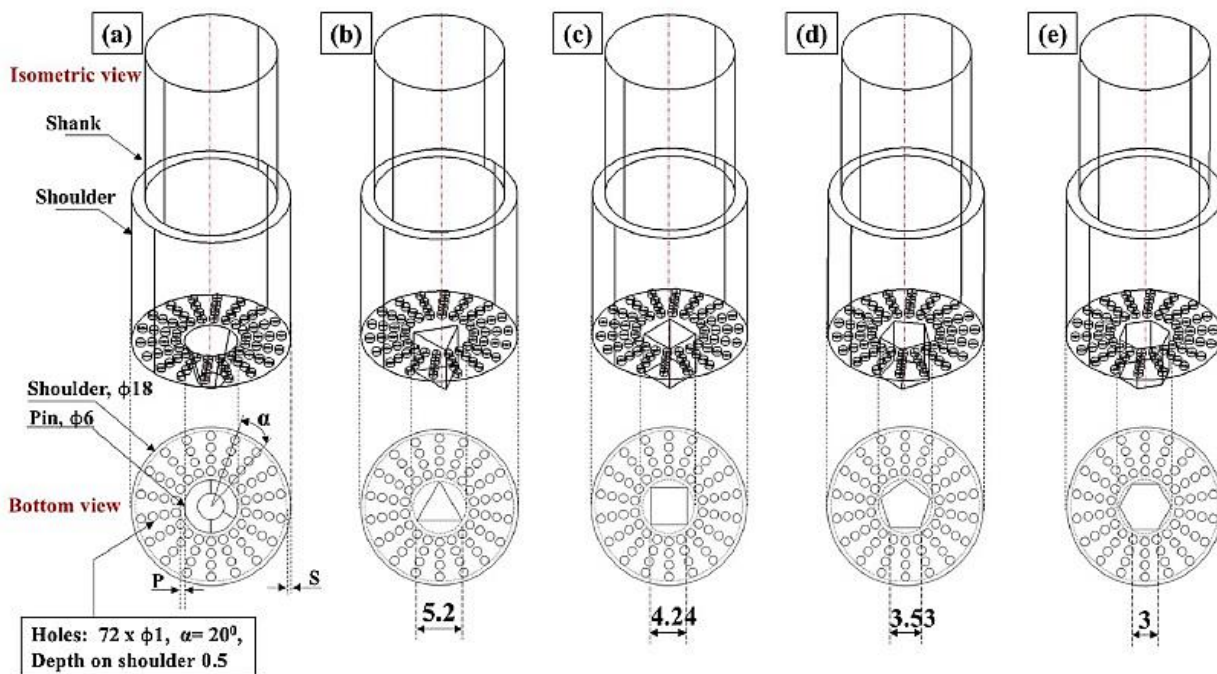 (a) (b) (c) (d) (e)
Isometric view
Shank
Shoulder
Shoulder, ϕ18
Pin, ϕ6
α
Bottom view
P S
5.2 4.24 3.53 3
Holes: 72 x ϕ1, α= 20⁰,
Depth on shoulder 0.5